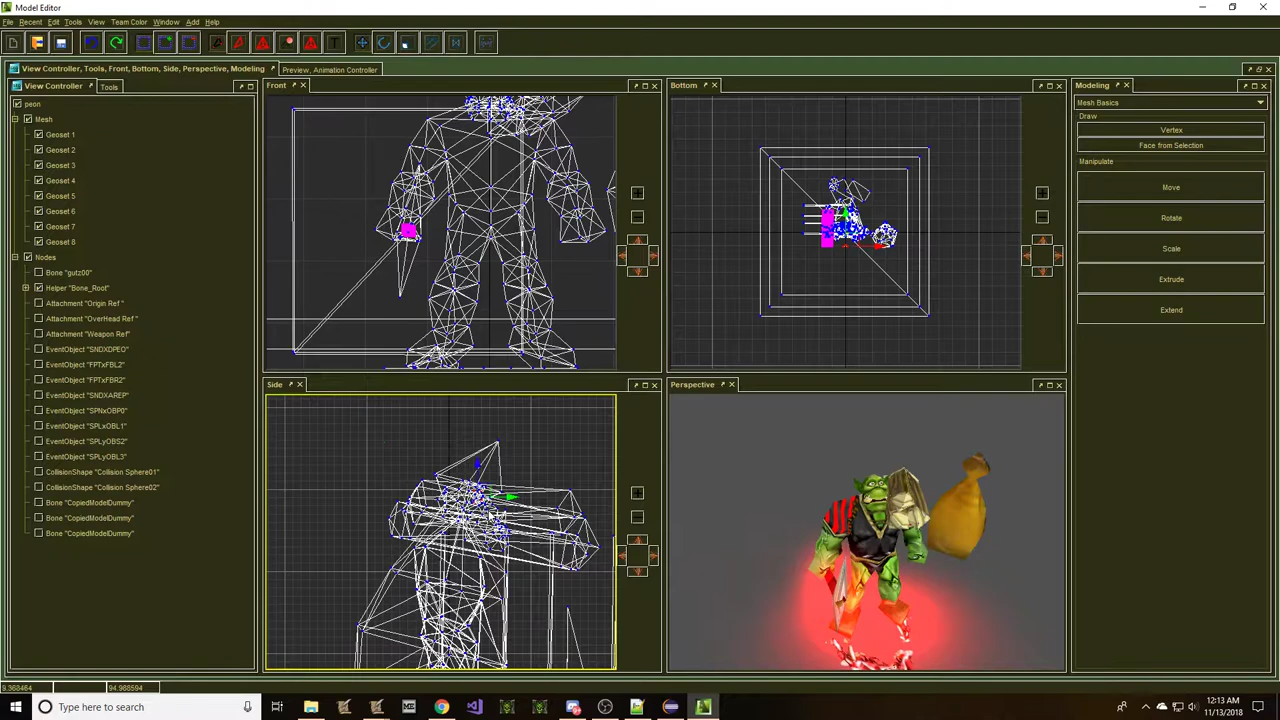 Model Editor
File Recent Edit Tools View Team Color Window Add Help
View Controller, Tools, Front, Bottom, Side, Perspective, Modeling
Preview, Animation Controller
View Controller
Tools
peon
Mesh
Geoset 1
Geoset 2
Geoset 3
Geoset 4
Geoset 5
Geoset 6
Geoset 7
Geoset 8
Nodes
Bone "gutz00"
Helper "Bone_Root"
Attachment "Origin Ref "
Attachment "OverHead Ref "
Attachment "Weapon Ref"
EventObject "SNDXDPEO"
EventObject "FPTxFBL2"
EventObject "FPTxFBR2"
EventObject "SNDXAREP"
EventObject "SPNxOBP0"
EventObject "SPLxOBL1"
EventObject "SPLyOBS2"
EventObject "SPLyOBL3"
CollisionShape "Collision Sphere01"
CollisionShape "Collision Sphere02"
Bone "CopiedModelDummy"
Bone "CopiedModelDummy"
Bone "CopiedModelDummy"
Front
Bottom
Side
Perspective
Modeling
Mesh Basics
Draw
Vertex
Face from Selection
Manipulate
Move
Rotate
Scale
Extrude
Extend
94.988594
Type here to search
12:13 AM
11/13/2018